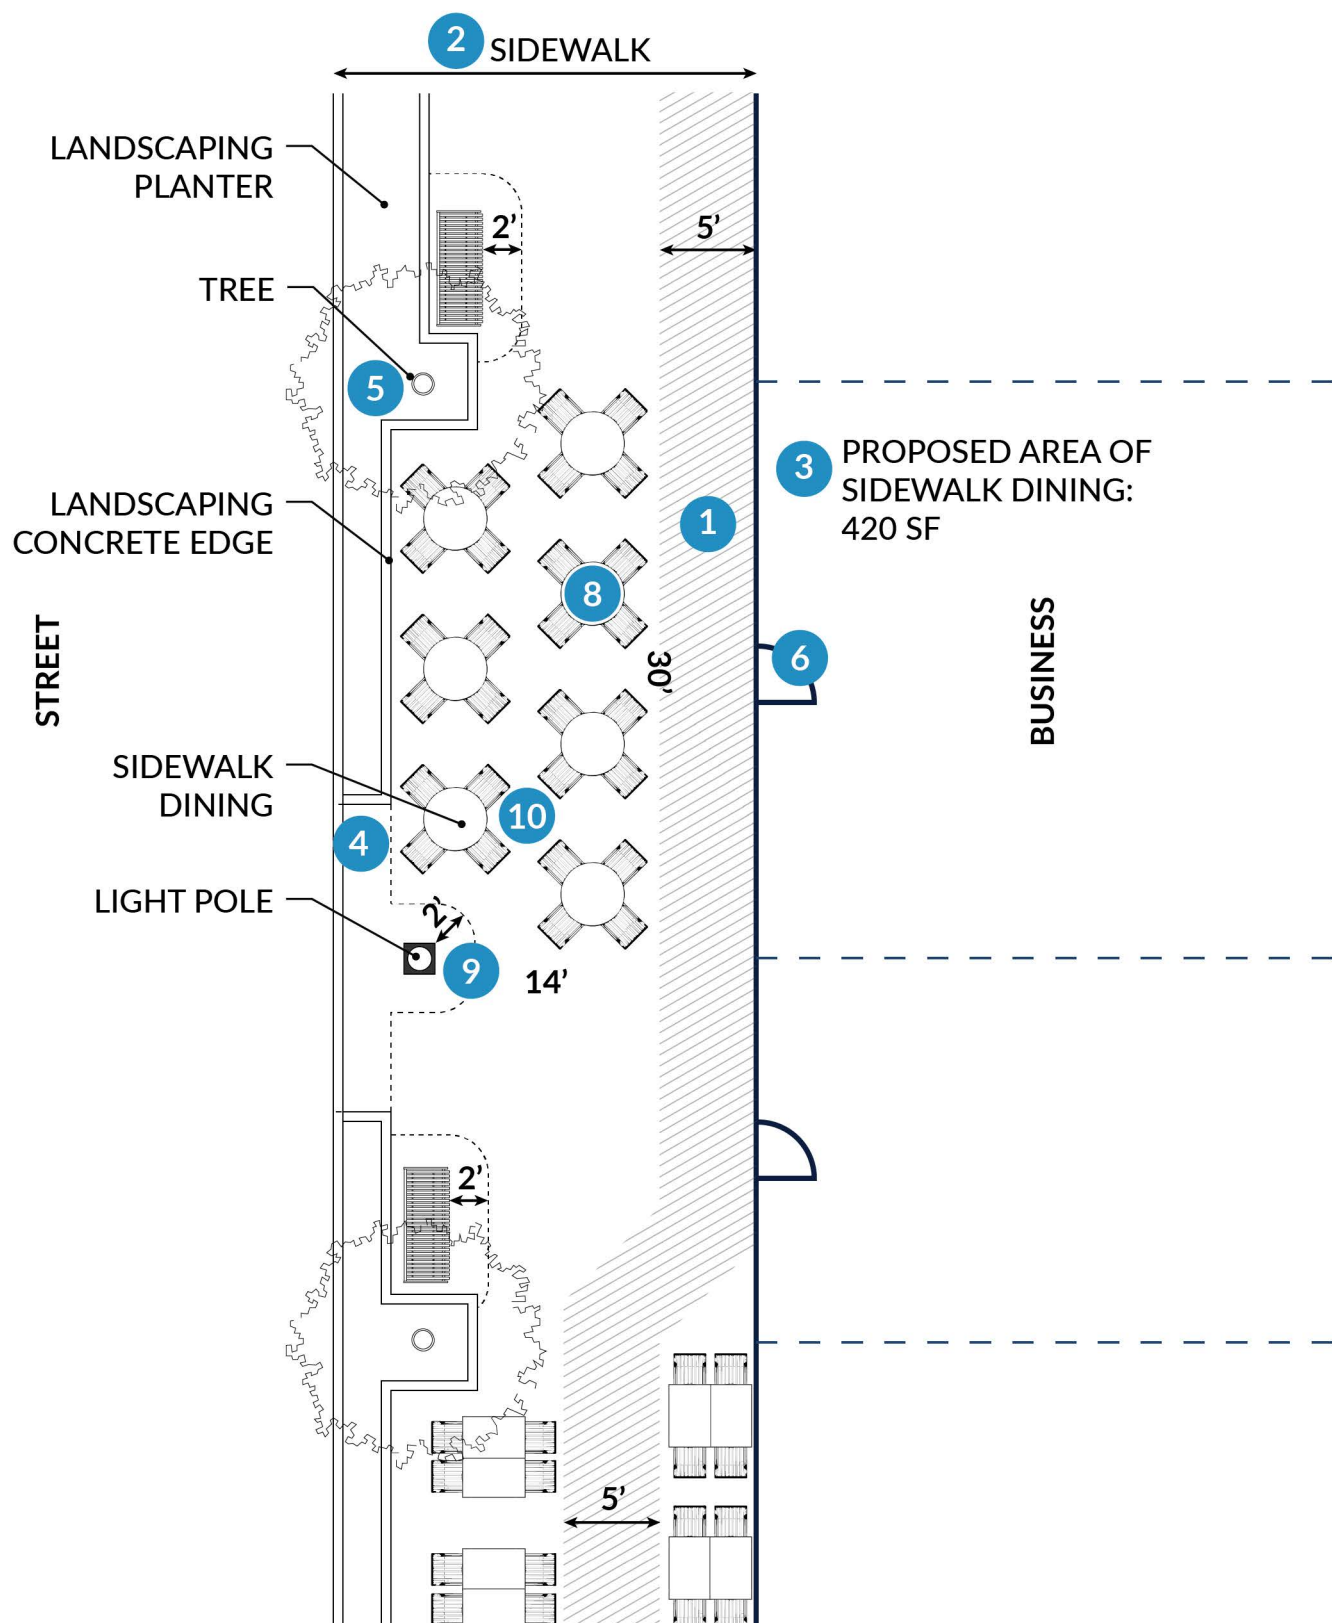 2 SIDEWALK
LANDSCAPING
PLANTER
2’
5’
TREE
5
3 PROPOSED AREA OF
SIDEWALK DINING:
420 SF
LANDSCAPING
CONCRETE EDGE
1
8
STREET
30’
6
BUSINESS
SIDEWALK
DINING
10
4
LIGHT POLE
2’
9
14’
2’
5’